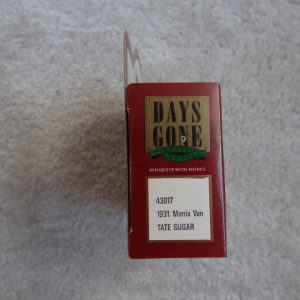 DAYS
GONE
43017
1931 Morris Van
TATE SUGAR